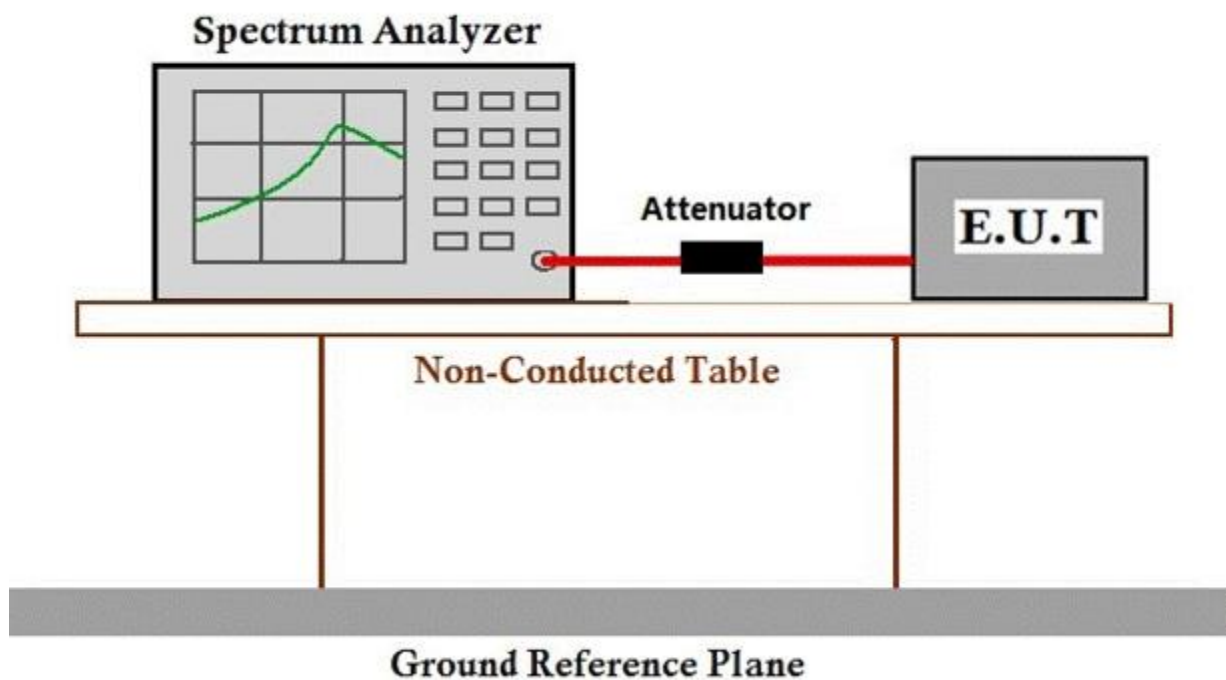 Spectrum Analyzer
Attenuator
E.U.T
Non-Conducted Table
Ground Reference Plane